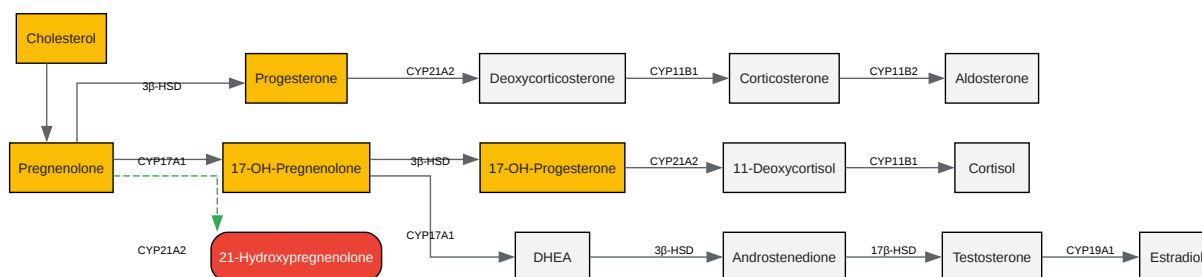 Cholesterol
3β-HSD
Progesterone
CYP21A2
Deoxycorticosterone
CYP11B1
Corticosterone
CYP11B2
Aldosterone
Pregnenolone
CYP17A1
17-OH-Pregnenolone
3β-HSD
17-OH-Progesterone
CYP21A2
11-Deoxycortisol
CYP11B1
Cortisol
CYP21A2
21-Hydroxypregnenolone
CYP17A1
DHEA
3β-HSD
Androstenedione
17β-HSD
Testosterone
CYP19A1
Estradiol